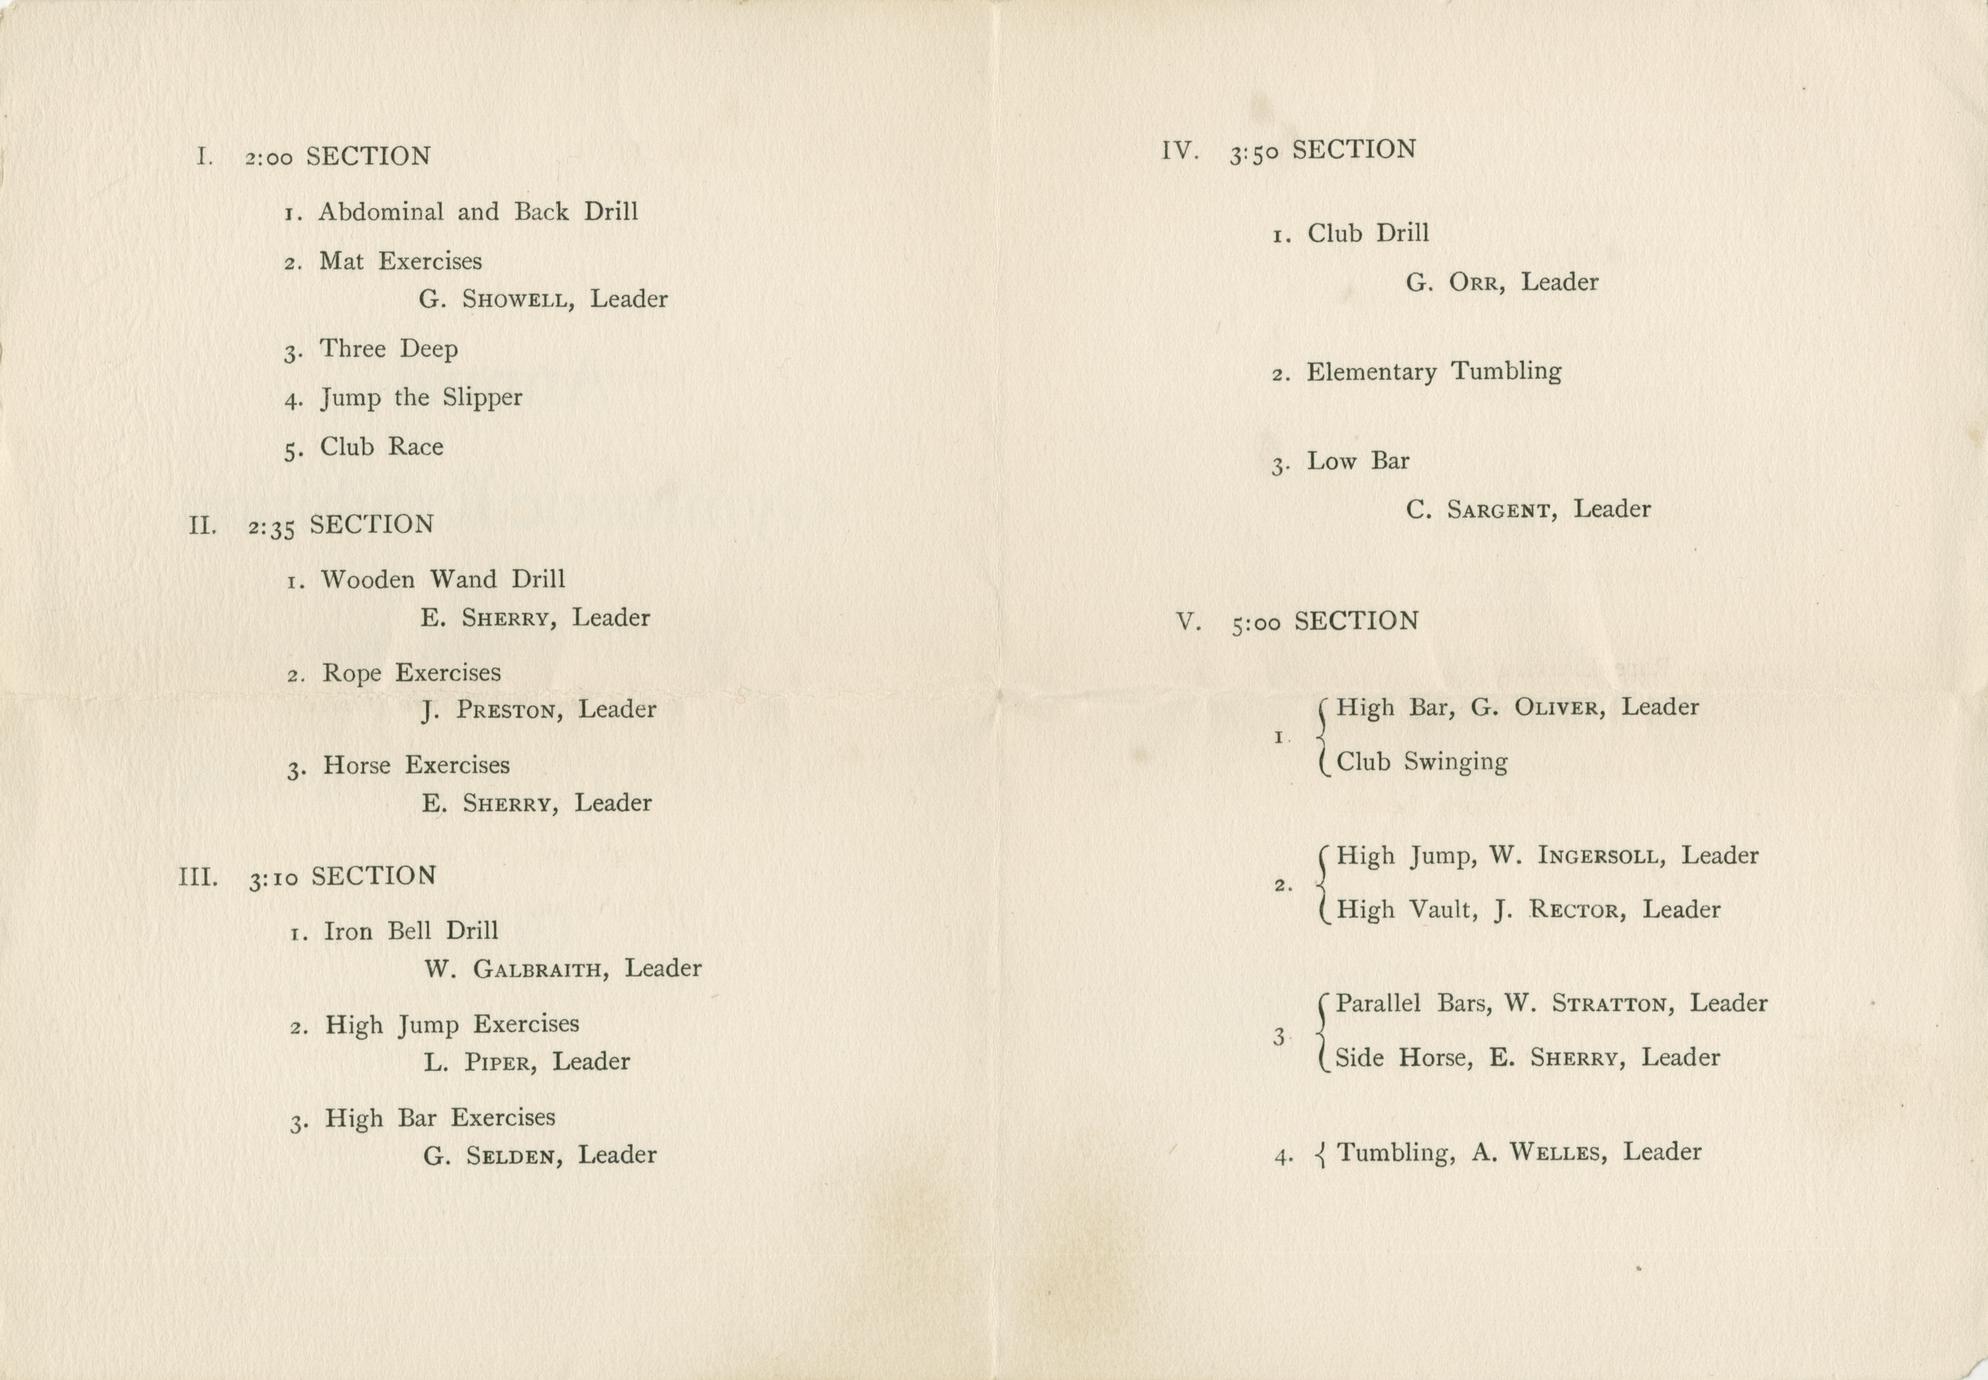 I. 2:00 SECTION
1. Abdominal and Back Drill
2. Mat Exercises
G. SHOWELL, Leader
3. Three Deep
4. Jump the Slipper
5. Club Race
II. 2:35 SECTION
1. Wooden Wand Drill
E. SHERRY, Leader
2. Rope Exercises
J. PRESTON, Leader
3. Horse Exercises
E. SHERRY, Leader
III. 3:10 SECTION
1. Iron Bell Drill
W. GALBRAITH, Leader
2. High Jump Exercises
L. PIPER, Leader
3. High Bar Exercises
G. SELDEN, Leader
IV. 3:50 SECTION
1. Club Drill
G. ORR, Leader
2. Elementary Tumbling
3. Low Bar
C. SARGENT, Leader
V. 5:00 SECTION
1. { High Bar, G. OLIVER, Leader
Club Swinging
2. { High Jump, W. INGERSOLL, Leader
High Vault, J. RECTOR, Leader
3. { Parallel Bars, W. STRATTON, Leader
Side Horse, E. SHERRY, Leader
4. { Tumbling, A. WELLES, Leader